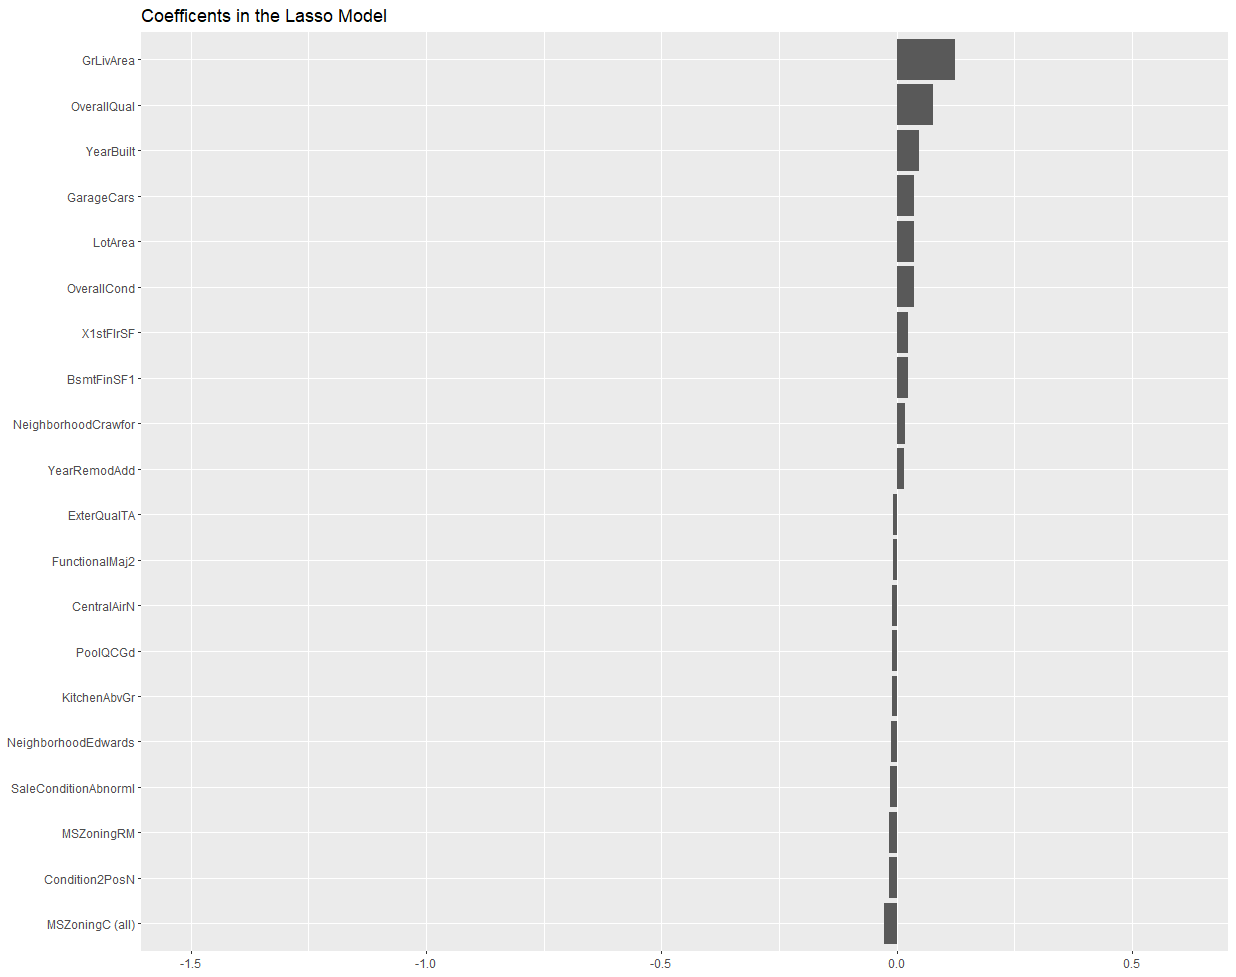 Coefficents in the Lasso Model
GrLivArea
OverallQual
YearBuilt
GarageCars
LotArea
OverallCond
X1stFlrSF
BsmtFinSF1
NeighborhoodCrawfor
YearRemodAdd
ExterQualTA
FunctionalMaj2
CentralAirN
PoolQCGd
KitchenAbvGr
NeighborhoodEdwards
SaleConditionAbnorml
MSZoningRM
Condition2PosN
MSZoningC (all)
-1.5 -1.0 -0.5 0.0 0.5